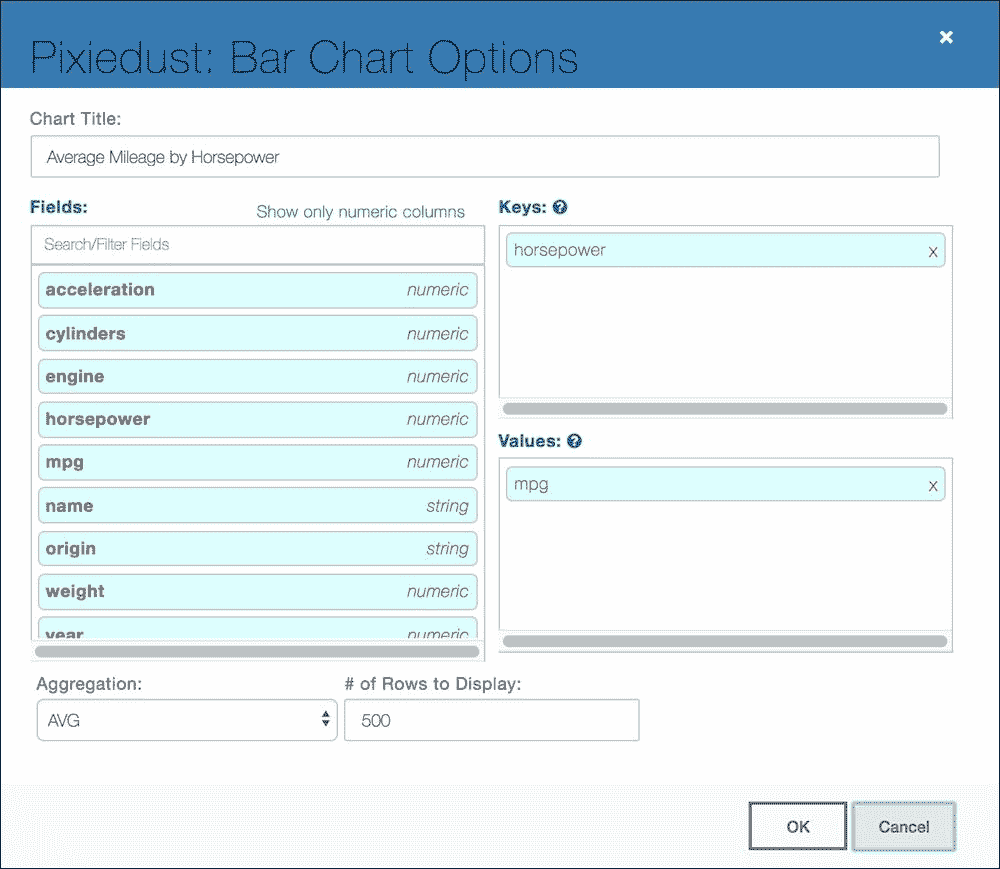 Pixiedust: Bar Chart Options
Chart Title:
Average Mileage by Horsepower
Fields:
Show only numeric columns
Search/Filter Fields
acceleration numeric
cylinders numeric
engine numeric
horsepower numeric
mpg numeric
name string
origin string
weight numeric
year numeric
Keys:
horsepower x
Values:
mpg x
Aggregation:
AVG
# of Rows to Display:
500
OK
Cancel